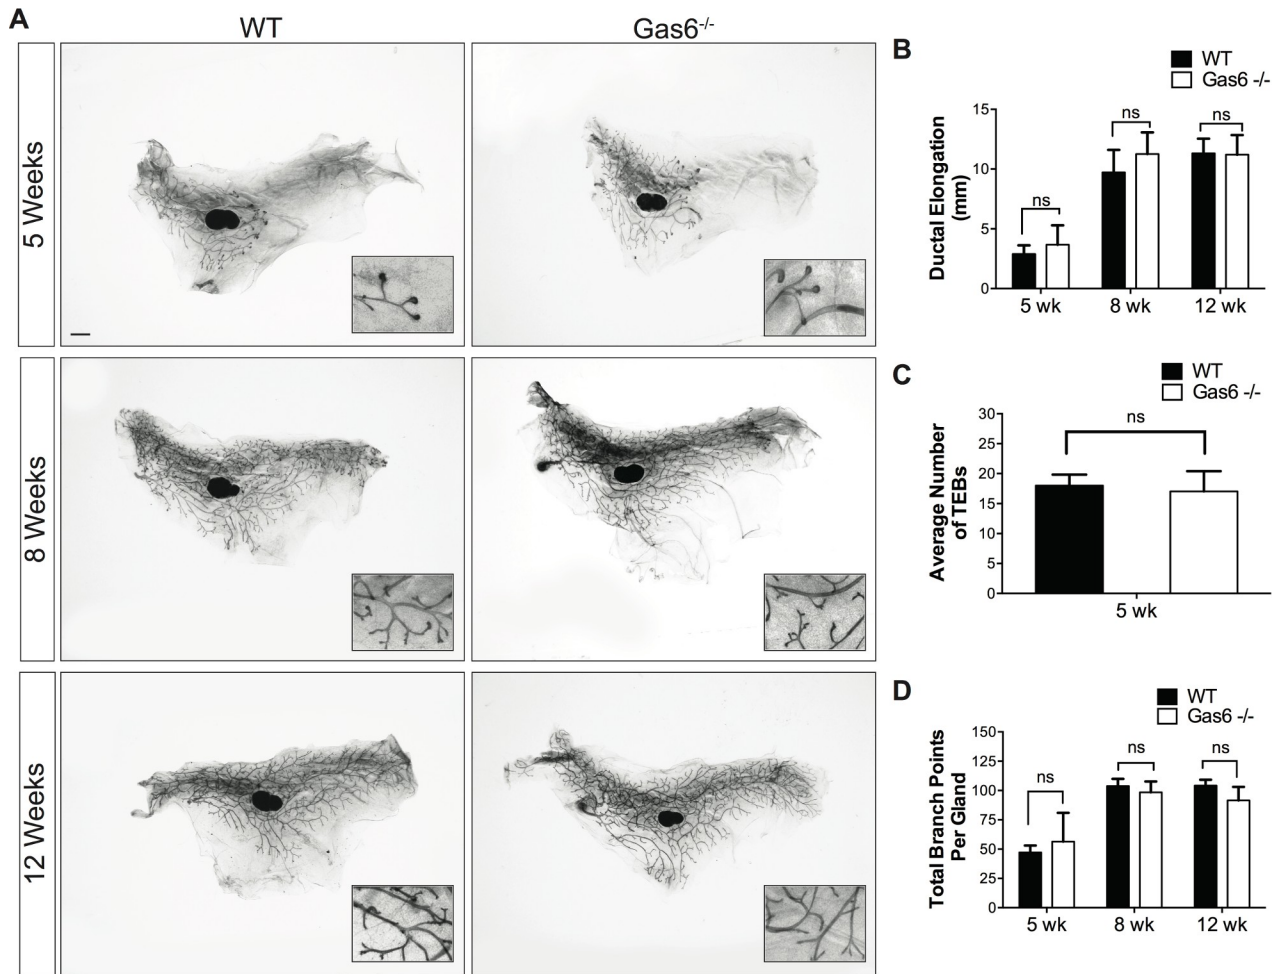 A
WT
Gas6-/-
5 Weeks
8 Weeks
12 Weeks
B
WT
Gas6 -/-
Ductal Elongation
(mm)
15
10
5
0
ns
ns
ns
5 wk
8 wk
12 wk
C
WT
Gas6 -/-
Average Number
of TEBs
30
25
20
15
10
5
0
ns
5 wk
D
WT
Gas6 -/-
Total Branch Points
Per Gland
150
125
100
75
50
25
0
ns
ns
ns
5 wk
8 wk
12 wk